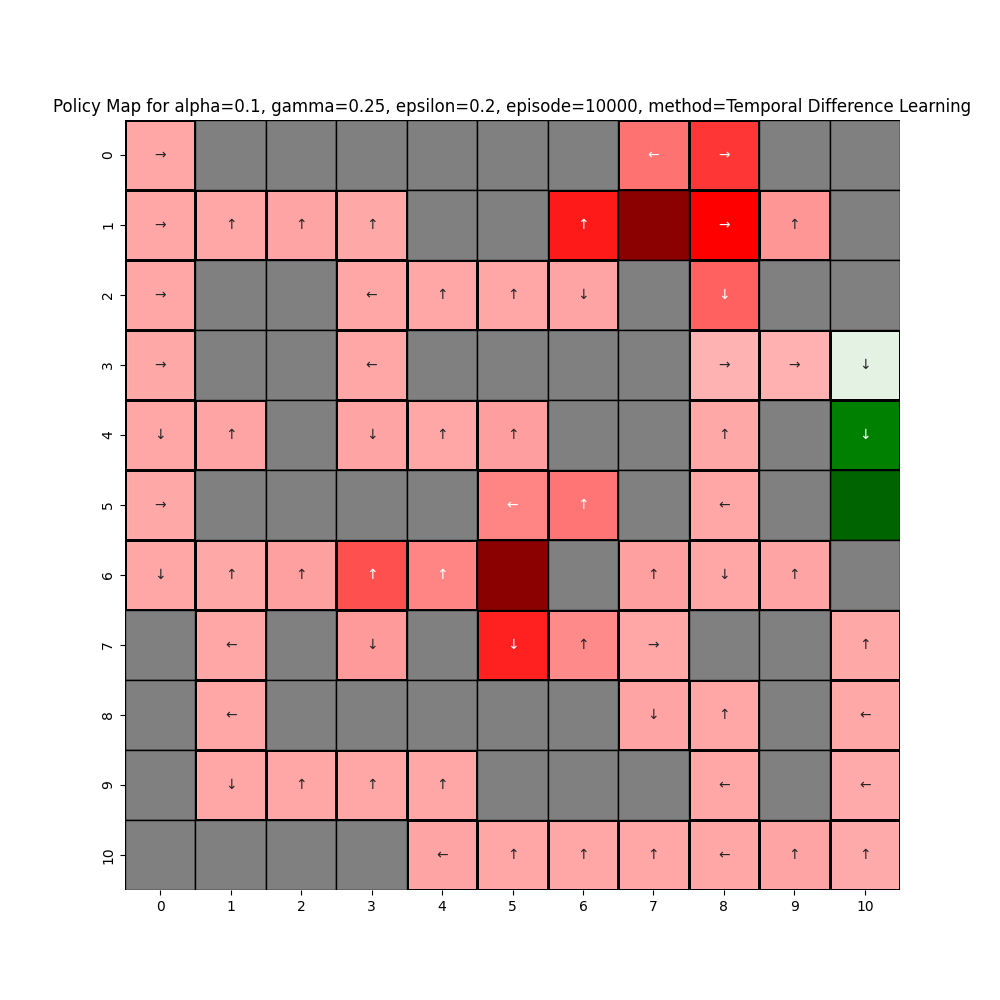 Policy Map for alpha=0.1, gamma=0.25, epsilon=0.2, episode=10000, method=Temporal Difference Learning
0 → ← →
1 → ↑ ↑ ↑ ↑ → ↑
2 → ← ↑ ↑ ↓ ↓
3 → ← → → ↓
4 ↓ ↑ ↓ ↑ ↑ ↑ ↓
5 → ← ↑ ←
6 ↓ ↑ ↑ ↑ ↑ ↑ ↓ ↑
7 ← ↓ ↓ ↑ → ↑
8 ← ↓ ↑ ←
9 ↓ ↑ ↑ ↑ ← ←
10 ← ↑ ↑ ↑ ← ↑ ↑
0 1 2 3 4 5 6 7 8 9 10